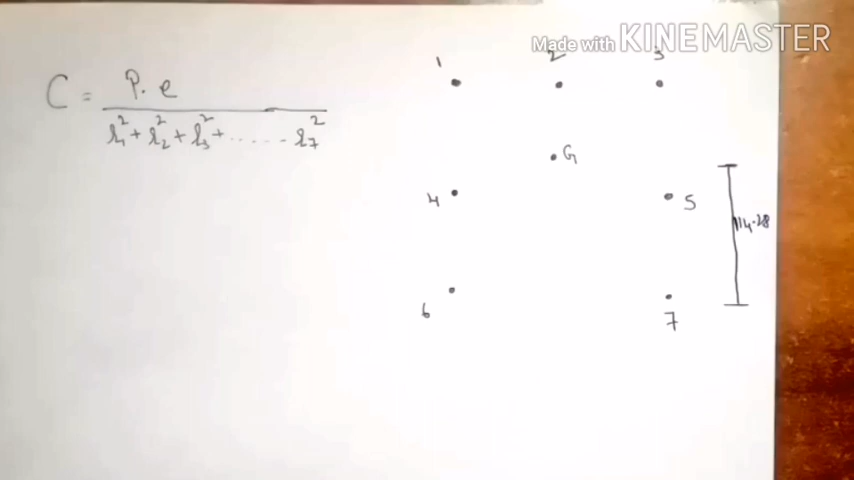 Made with KINEMASTER
1 2 3
C = P. e
l₁² + l₂² + l₃² + ...... l₇²
G
4 5
114.28
6 7